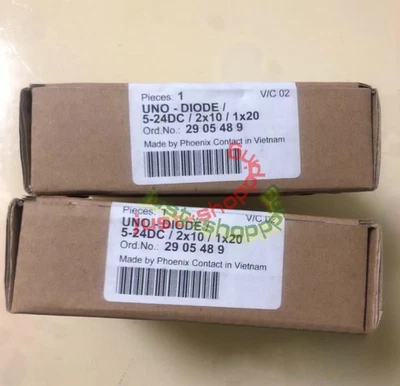 Pieces: 1 V/C 02
UNO - DIODE /
5-24DC / 2x10 / 1x20
Ord.No.: 29 05 48 9
Made by Phoenix Contact in Vietnam
Pieces: 1 V/C 02
UNO - DIODE
5-24DC / 2x10 / 1x20
Ord.No.: 29 05 48 9
Made by Phoenix Contact in Vietnam